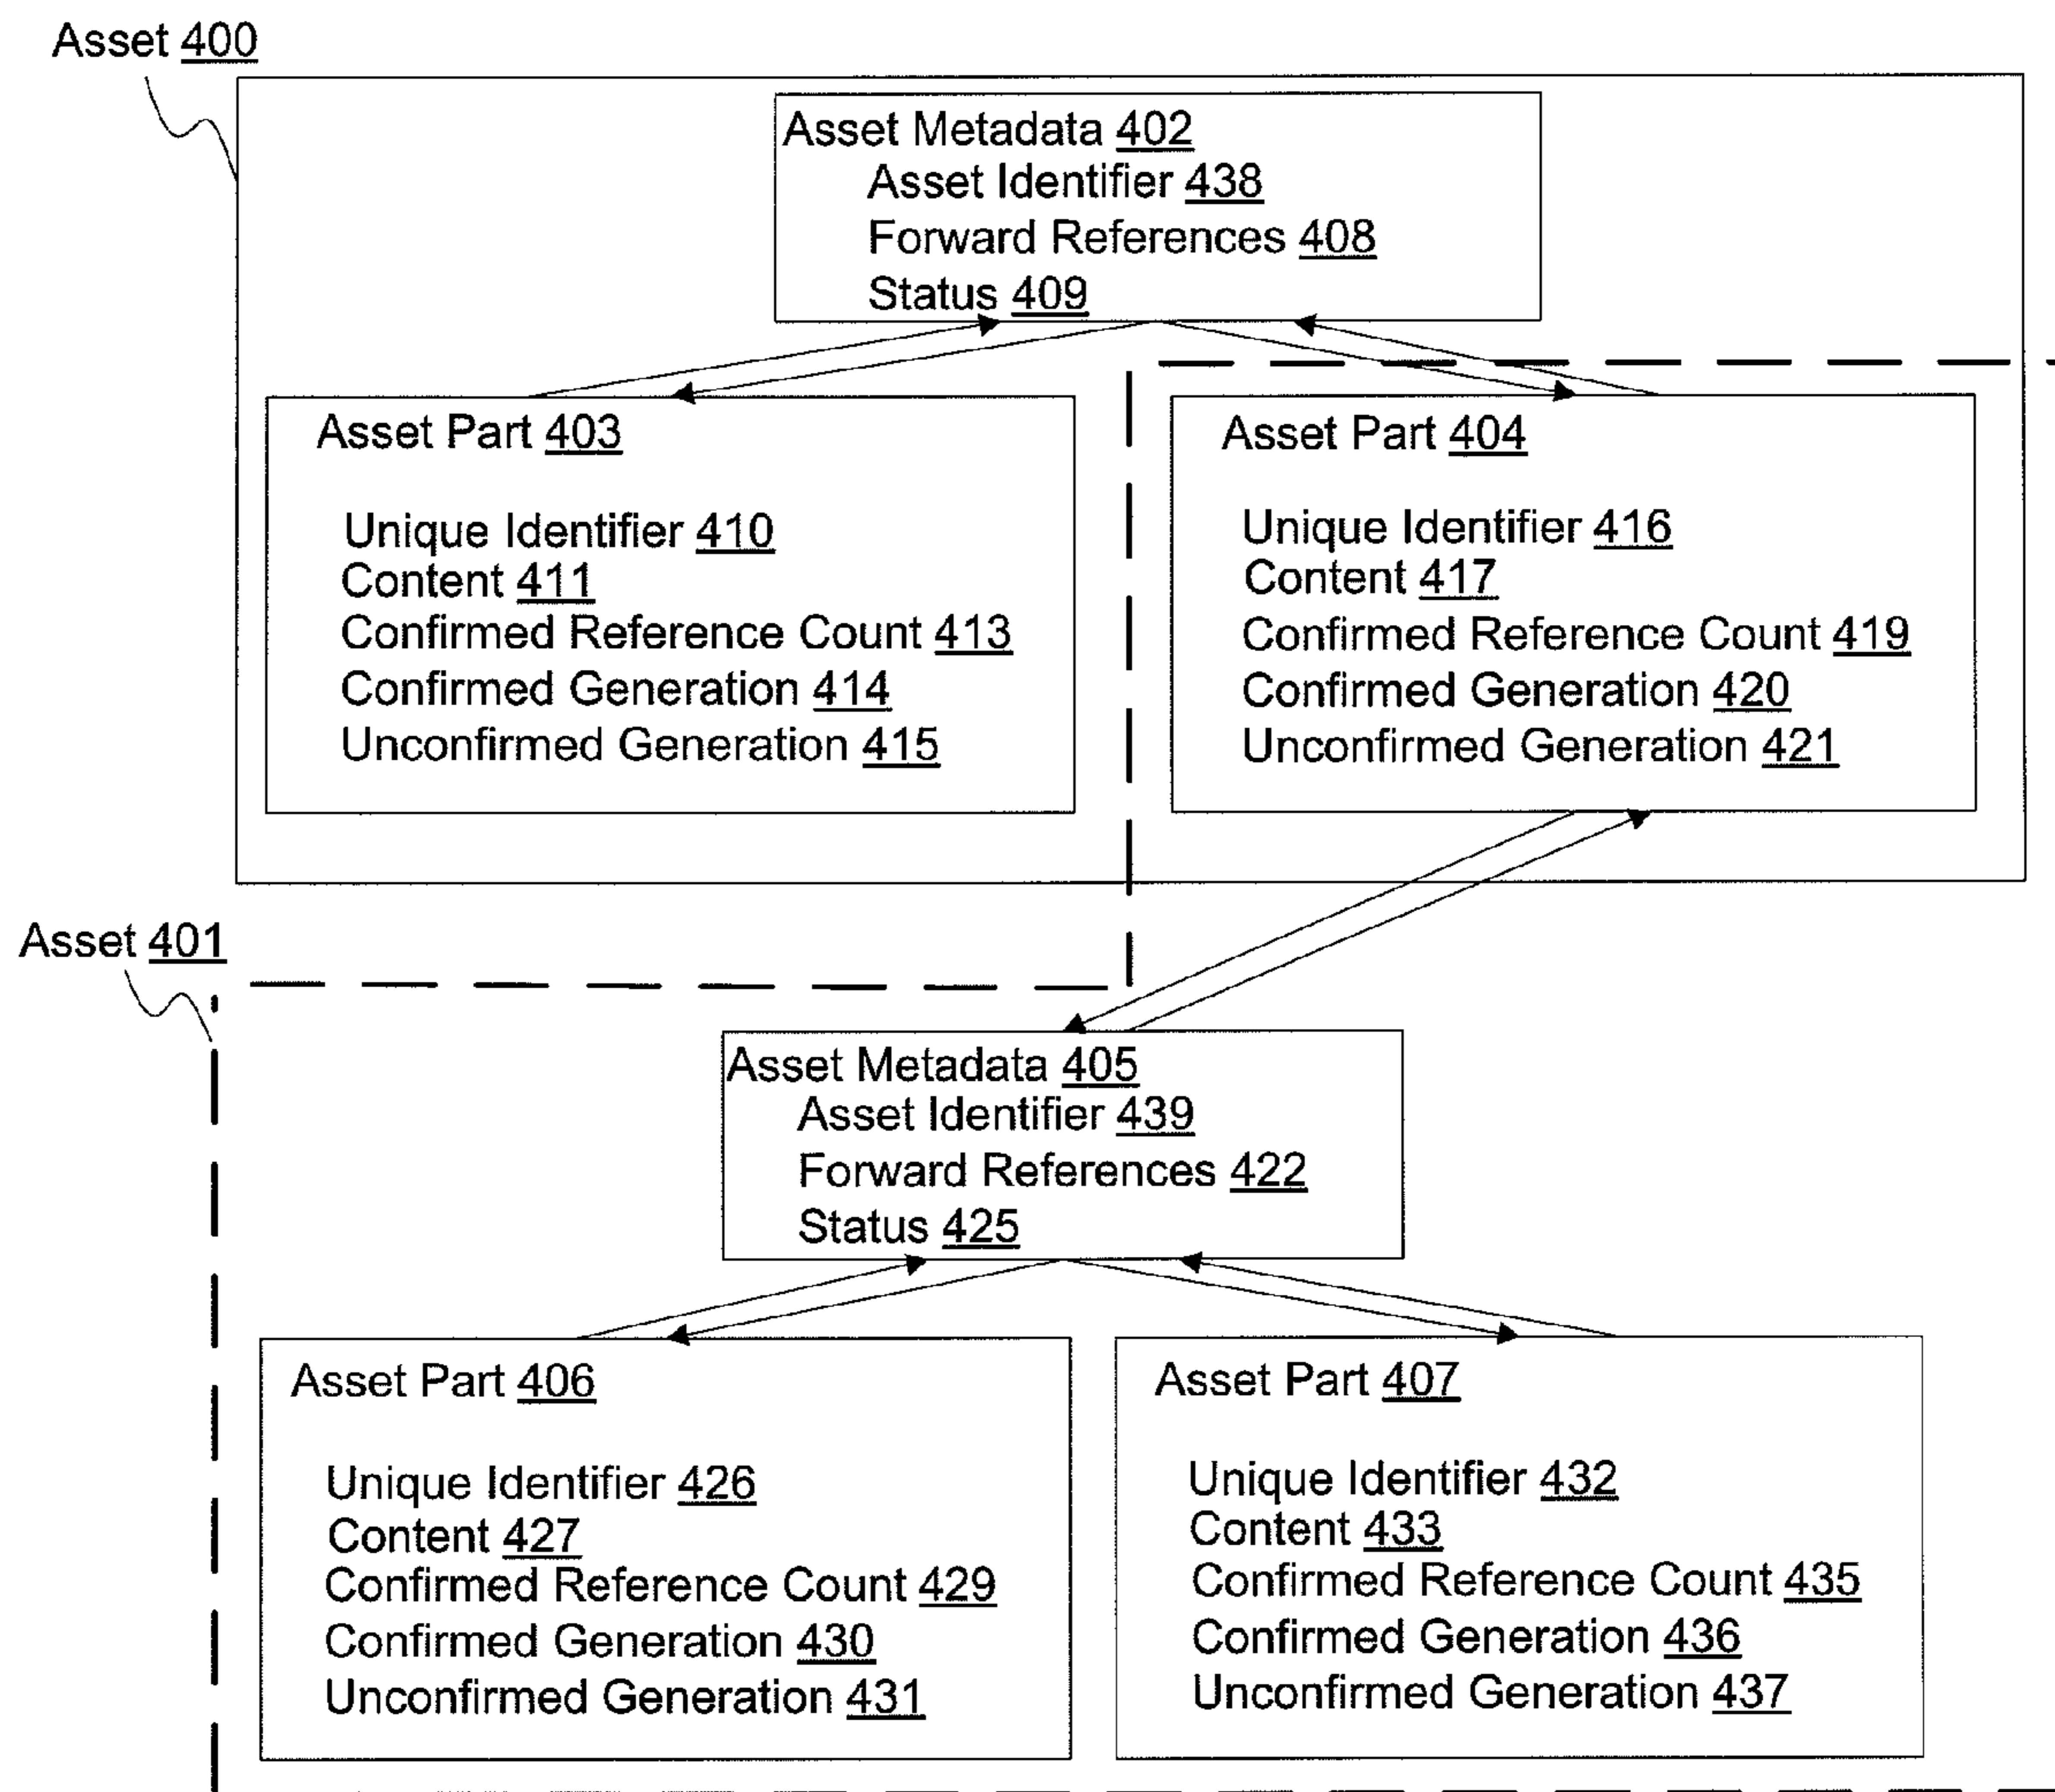 Asset 400
Asset Metadata 402
Asset Identifier 438
Forward References 408
Status 409
Asset Part 403
Unique Identifier 410
Content 411
Confirmed Reference Count 413
Confirmed Generation 414
Unconfirmed Generation 415
Asset Part 404
Unique Identifier 416
Content 417
Confirmed Reference Count 419
Confirmed Generation 420
Unconfirmed Generation 421
Asset 401
Asset Metadata 405
Asset Identifier 439
Forward References 422
Status 425
Asset Part 406
Unique Identifier 426
Content 427
Confirmed Reference Count 429
Confirmed Generation 430
Unconfirmed Generation 431
Asset Part 407
Unique Identifier 432
Content 433
Confirmed Reference Count 435
Confirmed Generation 436
Unconfirmed Generation 437